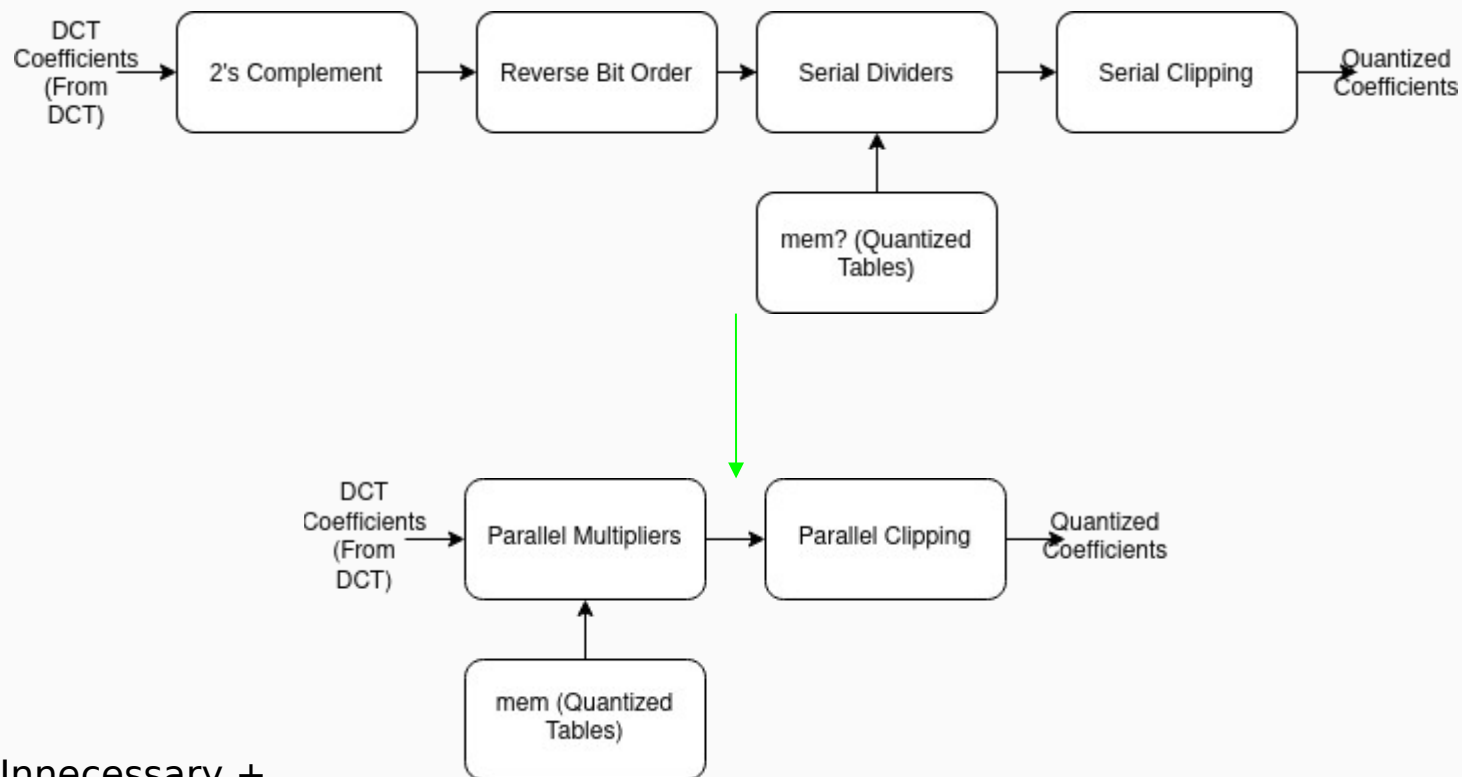 DCT
Coefficients
(From
DCT)
2's Complement
Reverse Bit Order
Serial Dividers
Serial Clipping
Quantized
Coefficients
mem? (Quantized
Tables)
DCT
Coefficients
(From
DCT)
Parallel Multipliers
Parallel Clipping
Quantized
Coefficients
mem (Quantized
Tables)
Innecessary +